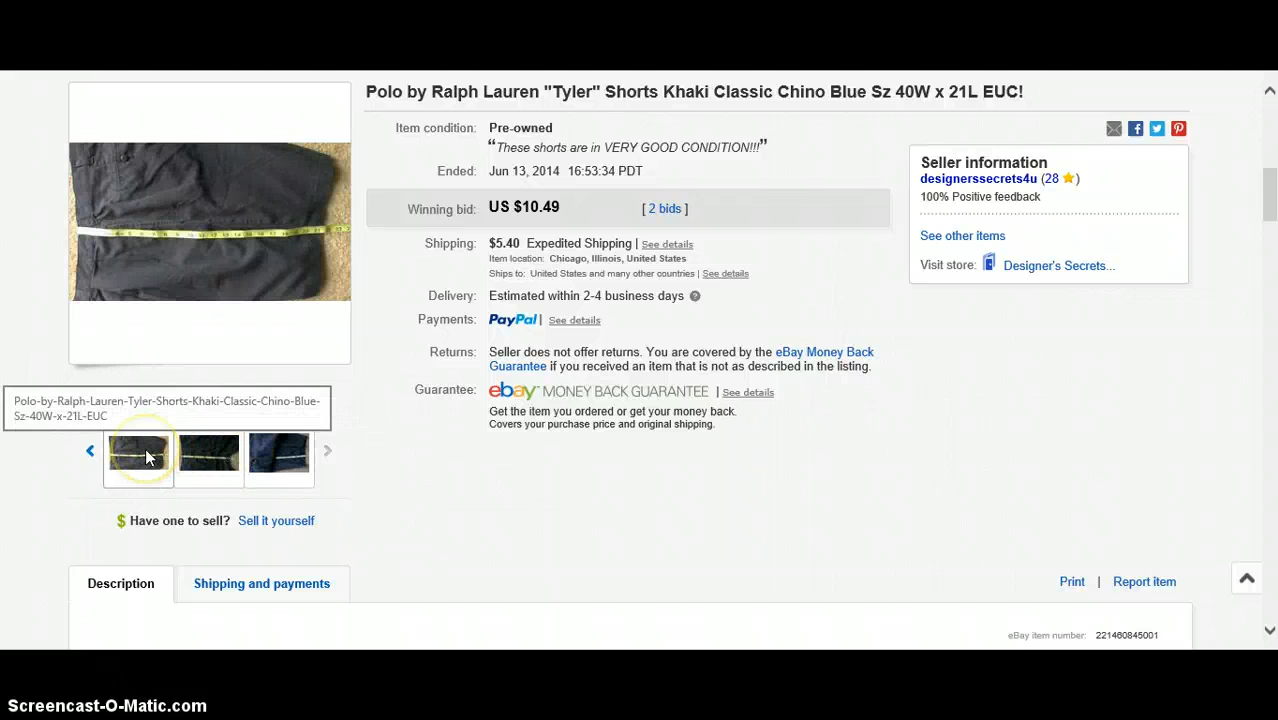 Polo by Ralph Lauren "Tyler" Shorts Khaki Classic Chino Blue Sz 40W x 21L EUC!
Item condition: Pre-owned
“These shorts are in VERY GOOD CONDITION!!!”
Ended: Jun 13, 2014 16:53:34 PDT
Winning bid: US $10.49 [ 2 bids ]
Shipping: $5.40 Expedited Shipping | See details
Item location: Chicago, Illinois, United States
Ships to: United States and many other countries | See details
Delivery: Estimated within 2-4 business days
Payments: PayPal | See details
Returns: Seller does not offer returns. You are covered by the eBay Money Back
Guarantee if you received an item that is not as described in the listing.
Guarantee: ebay MONEY BACK GUARANTEE | See details
Get the item you ordered or get your money back.
Covers your purchase price and original shipping.
Seller information
designerssecrets4u (28 )
100% Positive feedback
See other items
Visit store: Designer's Secrets...
Polo-by-Ralph-Lauren-Tyler-Shorts-Khaki-Classic-Chino-Blue-
Sz-40W-x-21L-EUC
$ Have one to sell? Sell it yourself
Description Shipping and payments
Print | Report item
eBay item number: 221460845001
Screencast-O-Matic.com